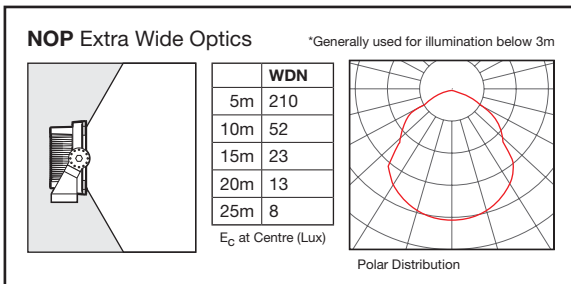 NOP Extra Wide Optics
*Generally used for illumination below 3m
WDN
5m 210
10m 52
15m 23
20m 13
25m 8
EC at Centre (Lux)
Polar Distribution